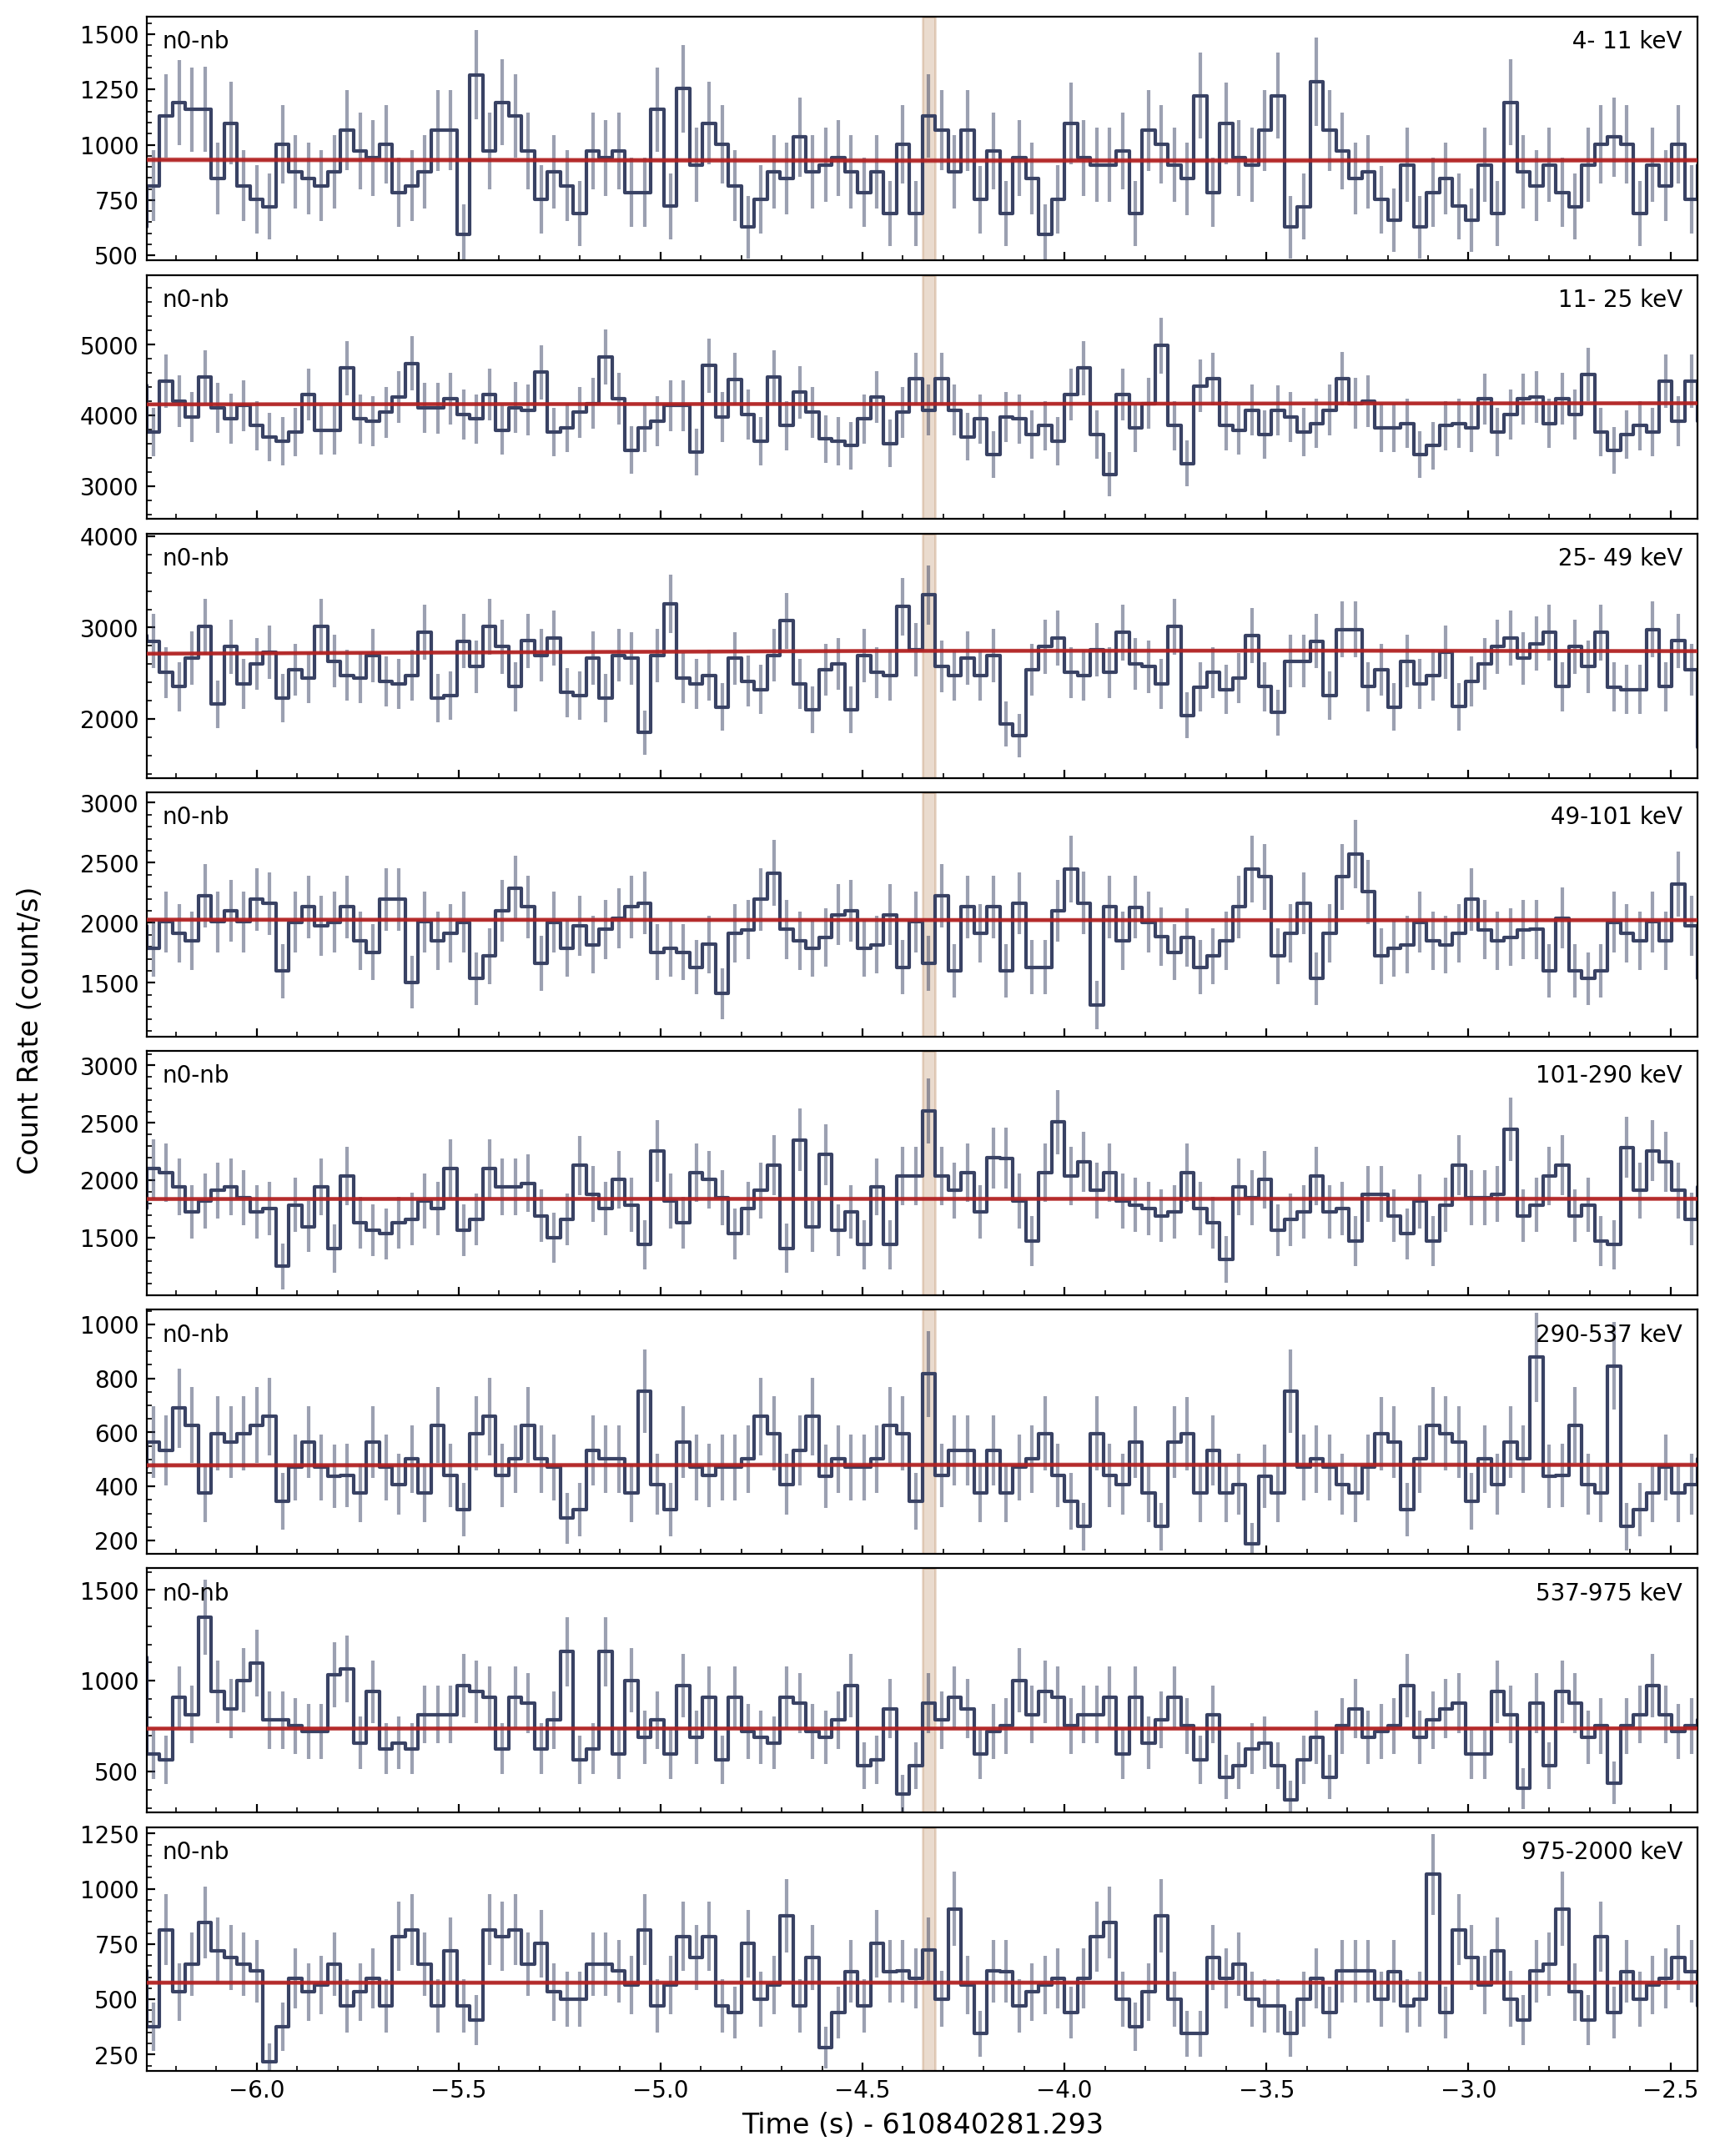 1500
1250
1000
750
500
n0-nb
4- 11 keV
5000
4000
3000
n0-nb
11- 25 keV
4000
3000
2000
n0-nb
25- 49 keV
3000
2500
2000
1500
n0-nb
49-101 keV
3000
2500
2000
1500
n0-nb
101-290 keV
1000
800
600
400
200
n0-nb
290-537 keV
1500
1000
500
n0-nb
537-975 keV
1250
1000
750
500
250
n0-nb
975-2000 keV
Count Rate (count/s)
−6.0 −5.5 −5.0 −4.5 −4.0 −3.5 −3.0 −2.5
Time (s) - 610840281.293